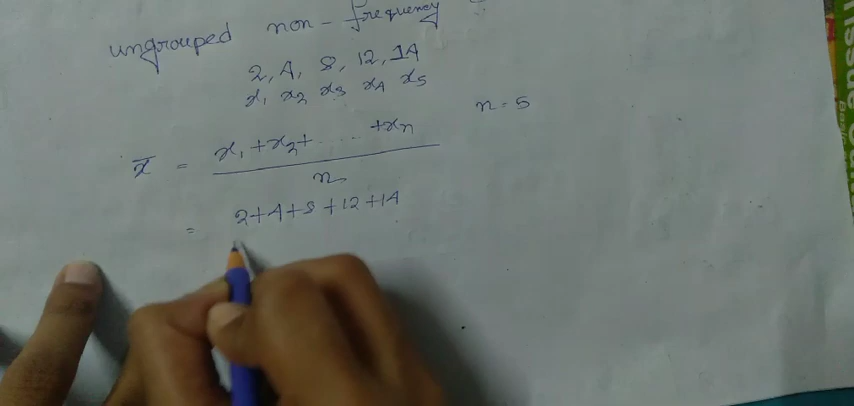 ungrouped non-frequency
2, 4, 8, 12, 14
x₁ x₂ x₃ x₄ x₅
x̄ = x₁ + x₂ + .... + xₙ n = 5
n
= 2 + 4 + 8 + 12 + 14
Tissue